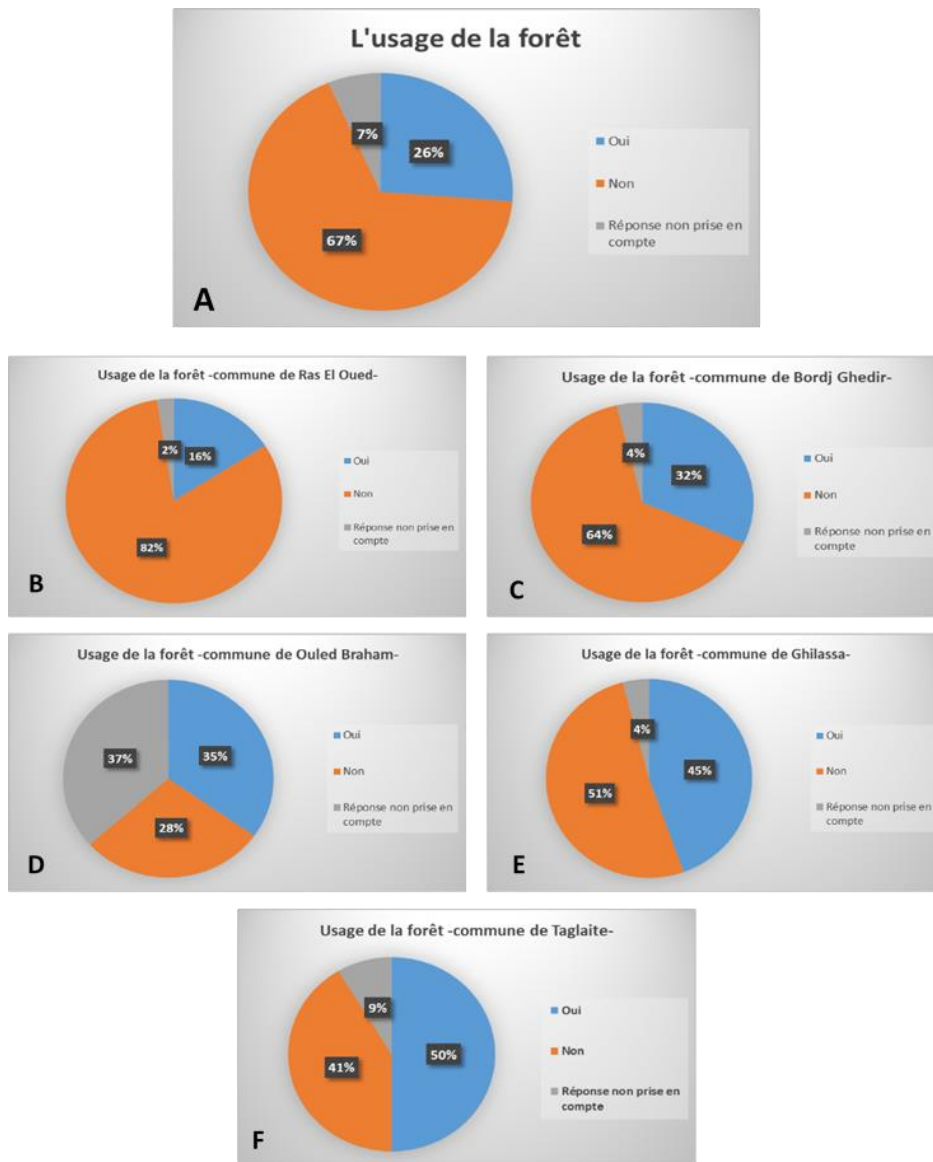 L'usage de la forêt
7%
26%
67%
Oui
Non
Réponse non prise en
compte
A
Usage de la forêt -commune de Ras El Oued-
2%
16%
82%
Oui
Non
Réponse non prise en
compte
B
Usage de la forêt -commune de Bordj Ghedir-
4%
32%
64%
Oui
Non
Réponse non prise en
compte
C
Usage de la forêt -commune de Ouled Braham-
37%
35%
28%
Oui
Non
Réponse non prise en
compte
D
Usage de la forêt -commune de Ghilassa-
4%
45%
51%
Oui
Non
Réponse non prise en
compte
E
Usage de la forêt -commune de Taglaite-
9%
50%
41%
Oui
Non
Réponse non prise en
compte
F